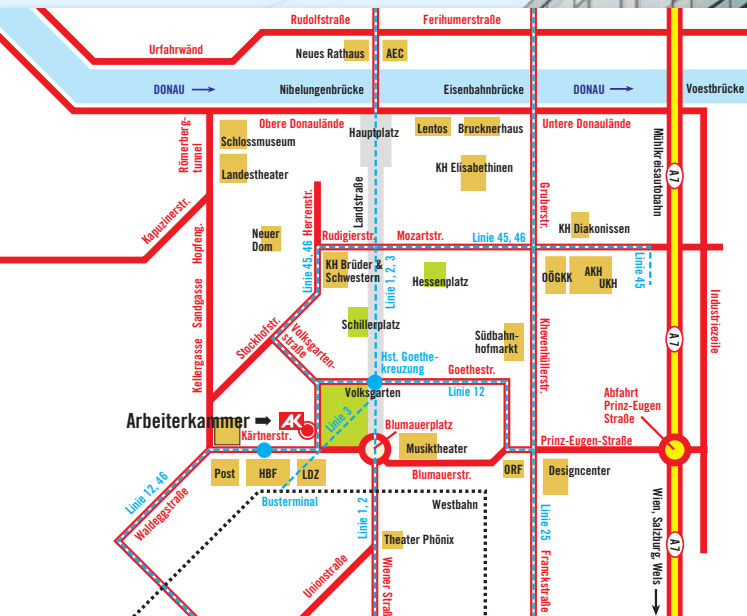 Rudolfstraße
Ferihumerstraße
Urfahrwänd
Neues Rathaus
AEC
DONAU
Nibelungenbrücke
Eisenbahnbrücke
DONAU
Voestbrücke
Römerberg-
tunnel
Obere Donaulände
Hauptplatz
Lentos
Brucknerhaus
Untere Donaulände
Mühlkreisautobahn
Schlossmuseum
Landestheater
KH Elisabethinen
A7
Kapuzinerstr.
Hopfeng.
Herrenstr.
Landstraße
Gruberstr.
Neuer
Dom
Rudigierstr.
Mozartstr.
Linie 45, 46
KH Diakonissen
Linie 45, 46
KH Brüder &
Schwestern
Linie 1, 2, 3
Hessenplatz
OÖGKK
AKH
UKH
Linie 45
Sandgasse
Industriezeile
Schillerplatz
Stockhofstr.
Volksgarten-
straße
Südbahn-
hofmarkt
Khevenhüllerstr.
A7
Kellergasse
Hst. Goethe-
kreuzung
Goethestr.
Linie 12
Volksgarten
Abfahrt
Prinz-Eugen
Straße
Arbeiterkammer
AK
Linie 3
Blumauerplatz
Kärtnerstr.
Musiktheater
Prinz-Eugen-Straße
Post
HBF
LDZ
Blumauerstr.
ORF
Designcenter
Linie 12, 46
Waldeggstraße
Busterminal
Linie 1, 2
Westbahn
Linie 25
Wien, Salzburg, Wels
Theater Phönix
A7
Unionstraße
Wiener Straß
Franckstraße